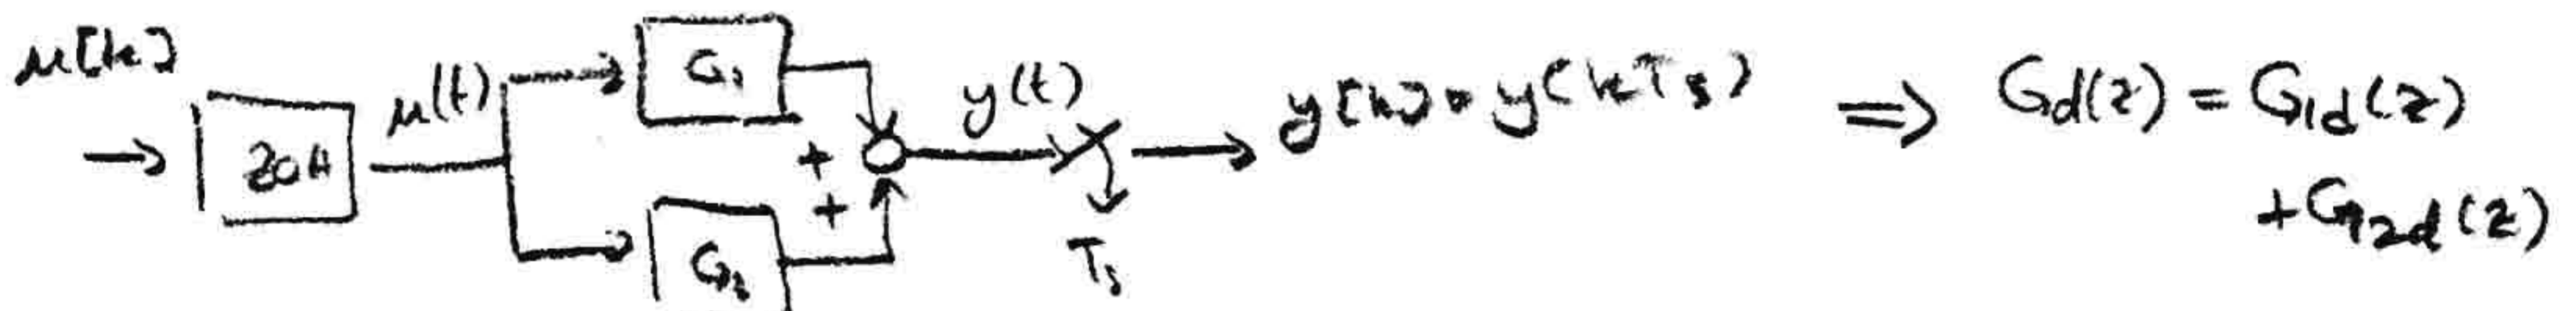 u[k]
ZOH
u(t)
G₁
G₂
+
+
y(t)
Ts
y[k] = y(kTs) ⟹ Gd(z) = G1d(z)
+ G2d(z)